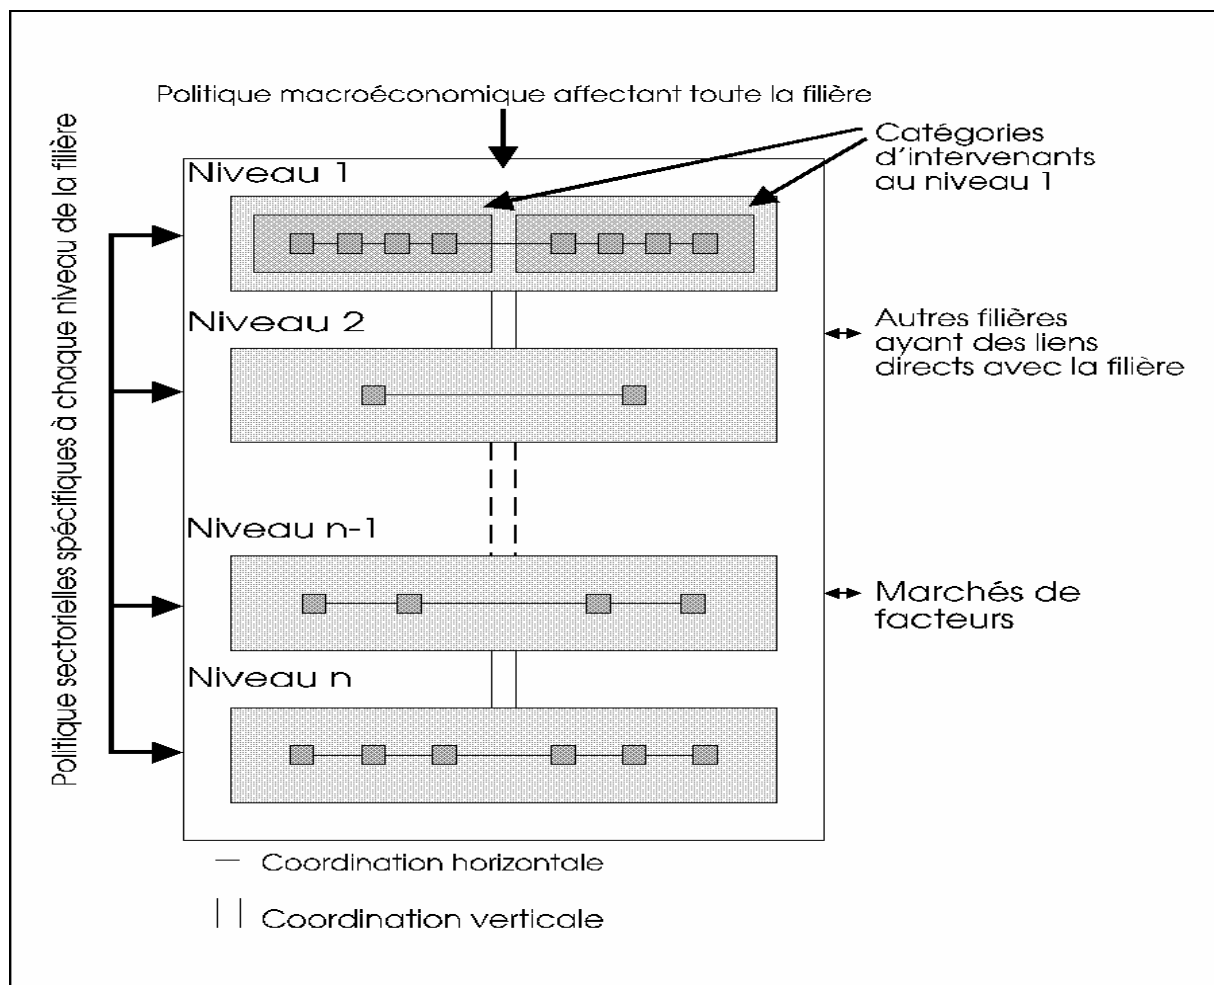 Politique macroéconomique affectant toute la filière
Catégories
d'intervenants
au niveau 1
Politique sectorielles spécifiques à chaque niveau de la filière
Niveau 1
Niveau 2
Autres filières
ayant des liens
directs avec la filière
Niveau n-1
Marchés de
facteurs
Niveau n
Coordination horizontale
Coordination verticale